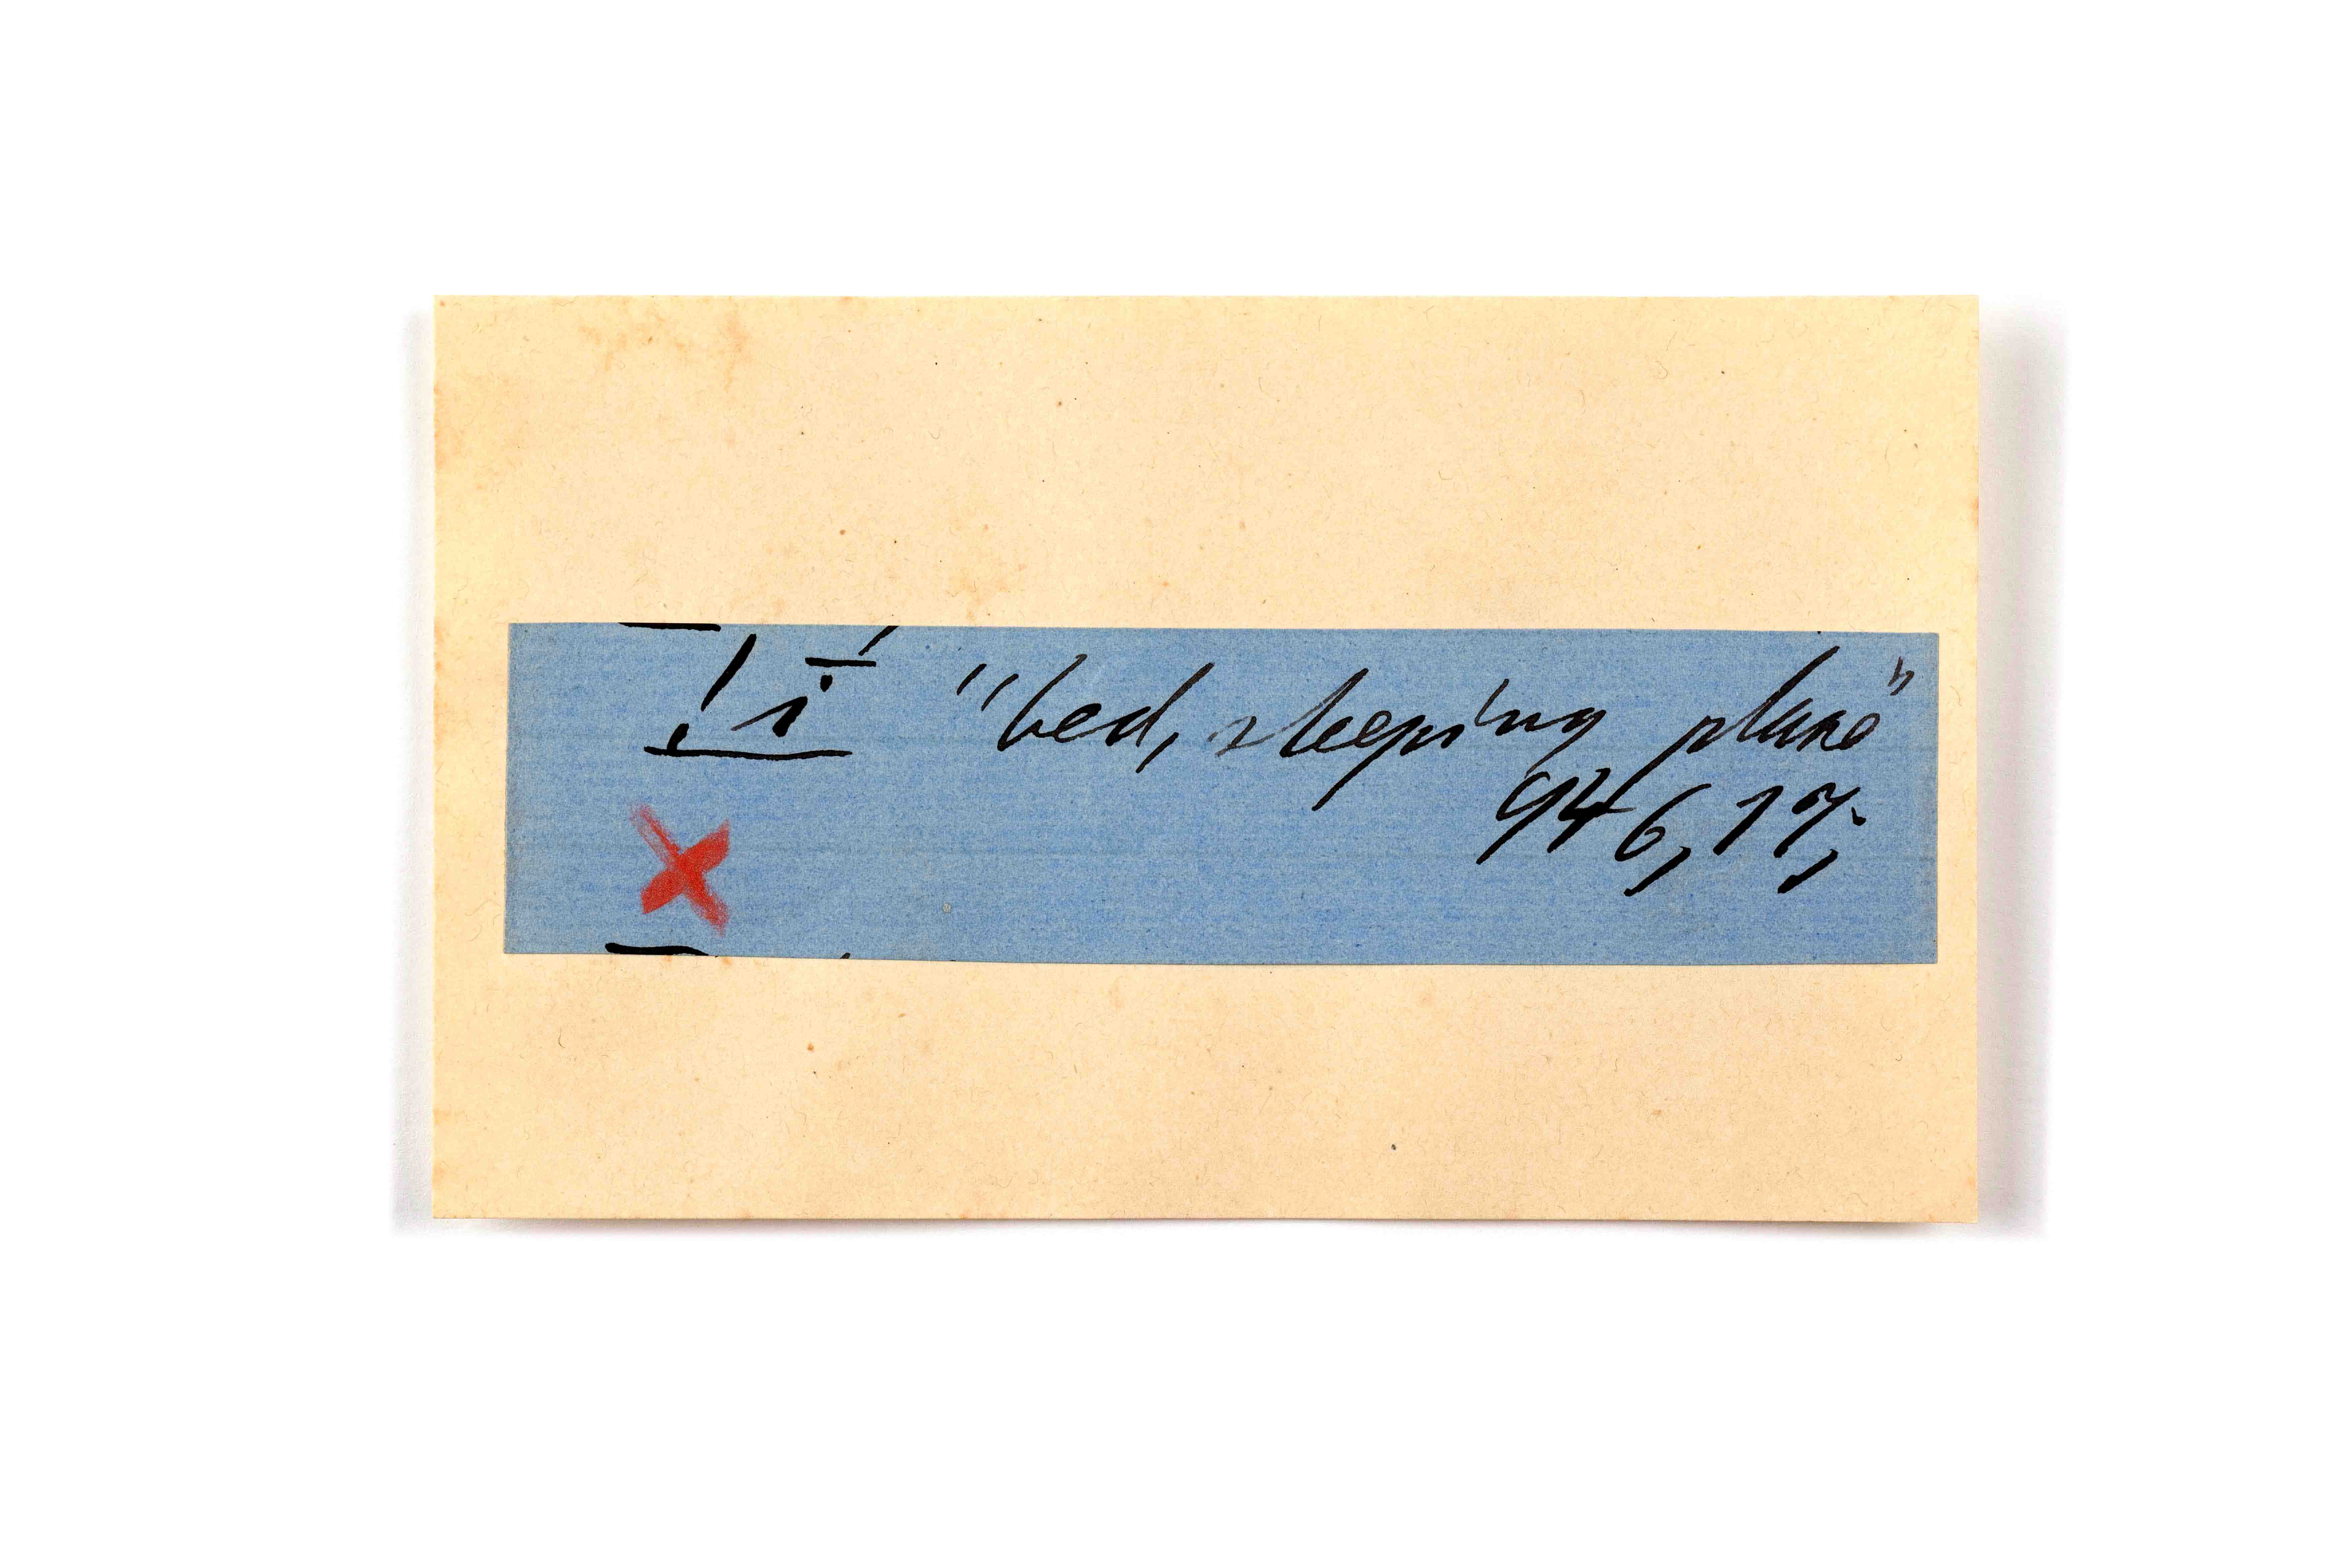 !í "bed, sleeping place"
946,17;